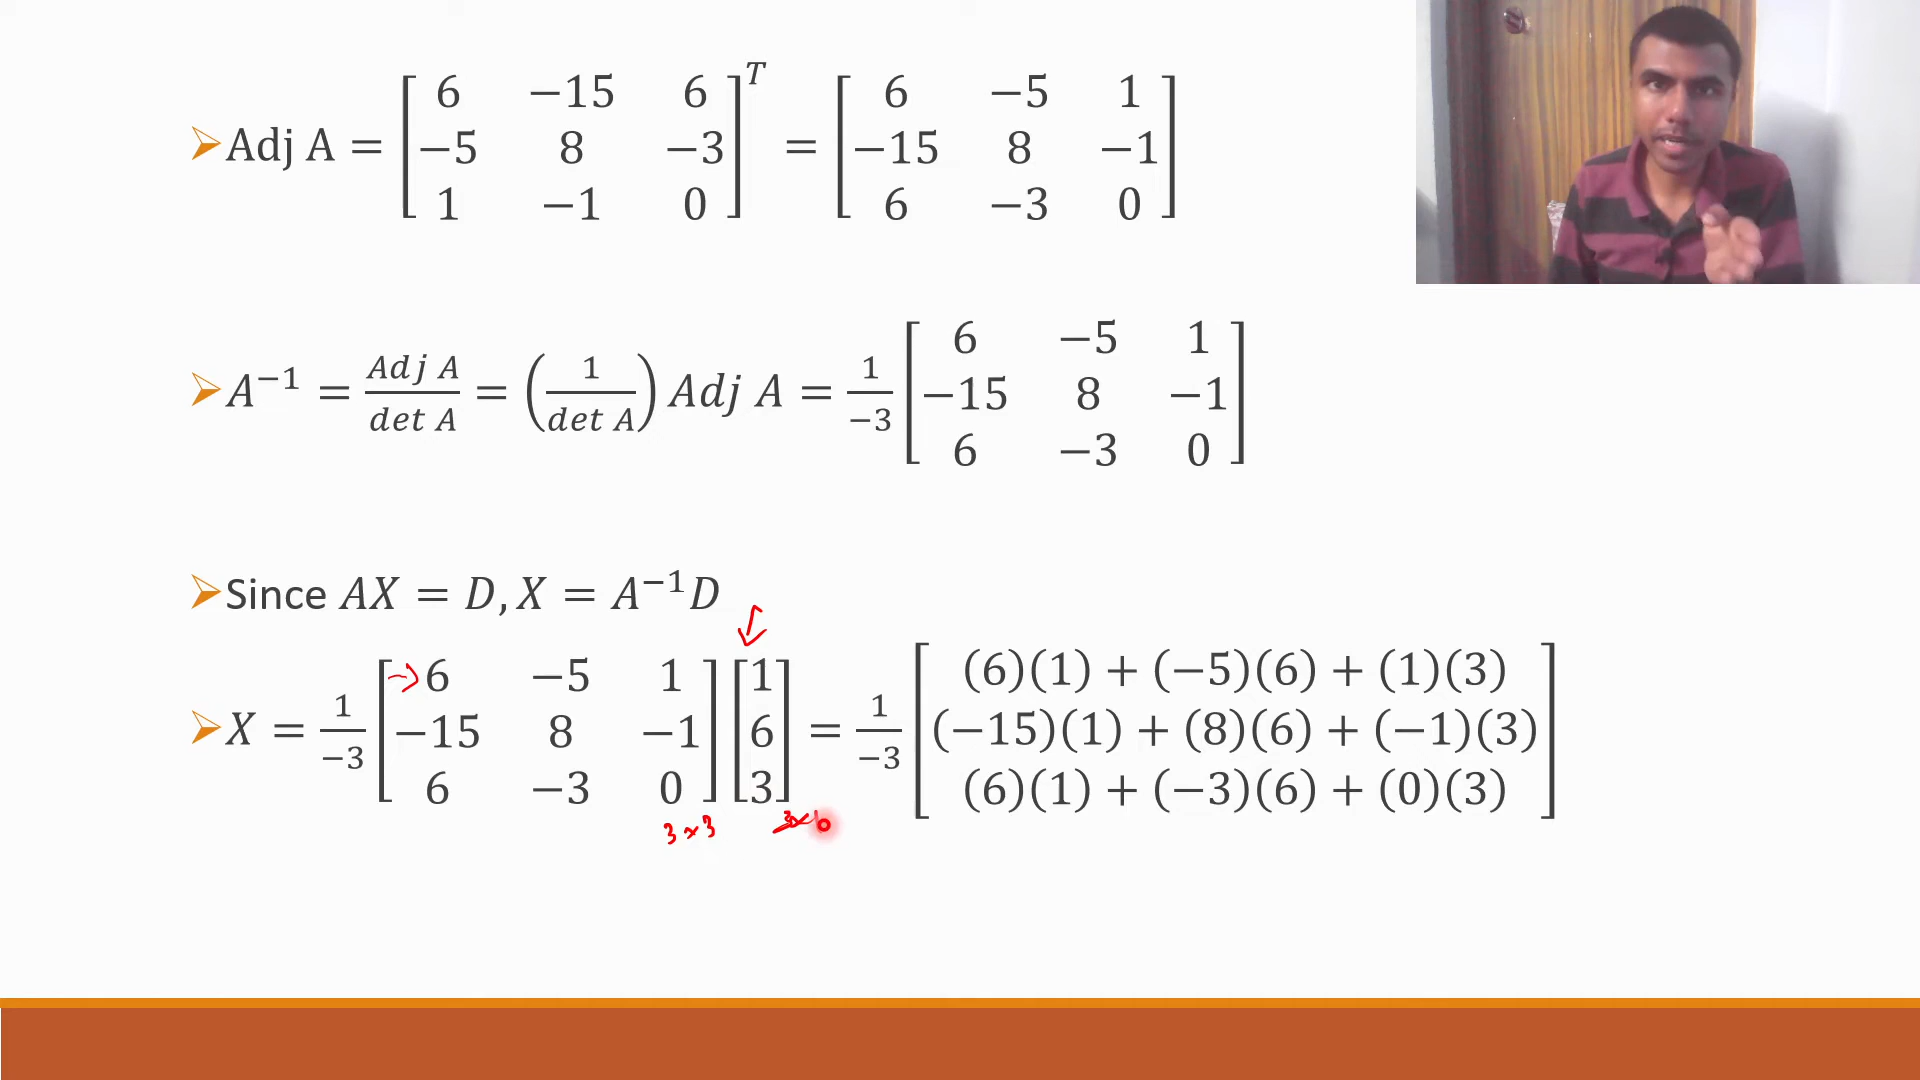 Adj A = [6 −15 6; −5 8 −3; 1 −1 0]^T = [6 −5 1; −15 8 −1; 6 −3 0]
A^−1 = Adj A / det A = (1 / det A) Adj A = 1/−3 [6 −5 1; −15 8 −1; 6 −3 0]
Since AX = D, X = A^−1 D
X = 1/−3 [6 −5 1; −15 8 −1; 6 −3 0] [1; 6; 3] = 1/−3 [(6)(1) + (−5)(6) + (1)(3); (−15)(1) + (8)(6) + (−1)(3); (6)(1) + (−3)(6) + (0)(3)]
3 × 3